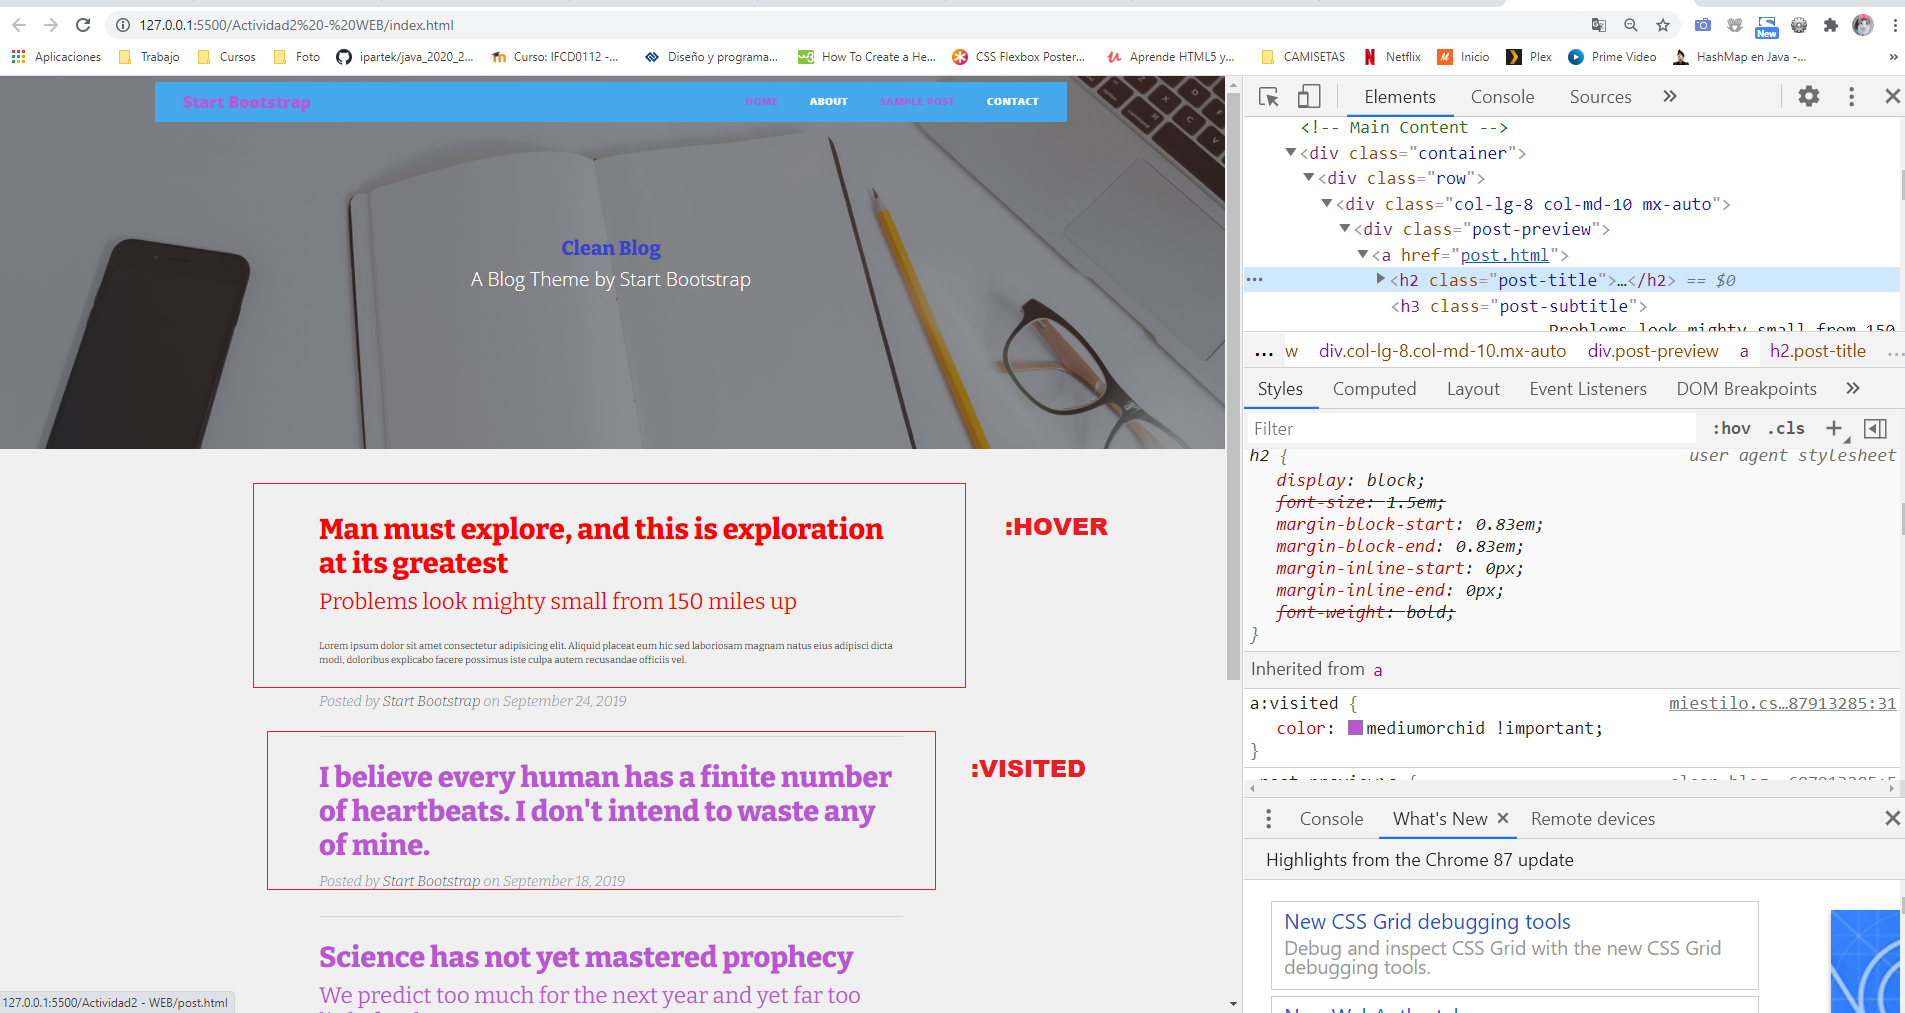 127.0.0.1:5500/Actividad2%20-%20WEB/index.html
New
Aplicaciones Trabajo Cursos Foto ipartek/java_2020_2... Curso: IFCD0112 -... Diseño y programa... How To Create a He... CSS Flexbox Poster... Aprende HTML5 y... CAMISETAS Netflix Inicio Plex Prime Video HashMap en Java -... »
Start Bootstrap HOME ABOUT SAMPLE POST CONTACT
Clean Blog
A Blog Theme by Start Bootstrap
Man must explore, and this is exploration
at its greatest
Problems look mighty small from 150 miles up
Lorem ipsum dolor sit amet consectetur adipisicing elit. Aliquid placeat eum hic sed laboriosam magnam natus eius adipisci dicta
modi, doloribus explicabo facere possimus iste culpa autem recusandae officiis vel.
:HOVER
Posted by Start Bootstrap on September 24, 2019
I believe every human has a finite number
of heartbeats. I don't intend to waste any
of mine.
:VISITED
Posted by Start Bootstrap on September 18, 2019
Science has not yet mastered prophecy
We predict too much for the next year and yet far too
127.0.0.1:5500/Actividad2 - WEB/post.html
Elements Console Sources »
<!-- Main Content -->
<div class="container">
<div class="row">
<div class="col-lg-8 col-md-10 mx-auto">
<div class="post-preview">
<a href="post.html">
<h2 class="post-title">…</h2> == $0
<h3 class="post-subtitle">
Problems look mighty small from 150
... w div.col-lg-8.col-md-10.mx-auto div.post-preview a h2.post-title ...
Styles Computed Layout Event Listeners DOM Breakpoints »
Filter :hov .cls +
h2 { user agent stylesheet
display: block;
font-size: 1.5em;
margin-block-start: 0.83em;
margin-block-end: 0.83em;
margin-inline-start: 0px;
margin-inline-end: 0px;
font-weight: bold;
}
Inherited from a
a:visited { miestilo.cs…87913285:31
color: mediumorchid !important;
}
Console What's New × Remote devices
Highlights from the Chrome 87 update
New CSS Grid debugging tools
Debug and inspect CSS Grid with the new CSS Grid
debugging tools.